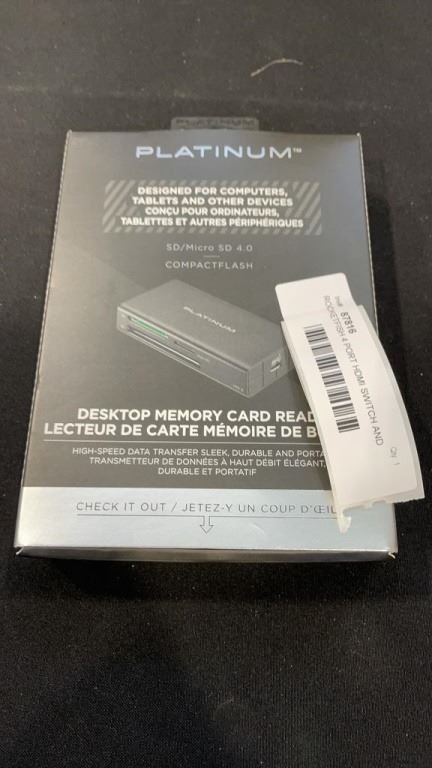 PLATINUM™
DESIGNED FOR COMPUTERS,
TABLETS AND OTHER DEVICES
CONÇU POUR ORDINATEURS,
TABLETTES ET AUTRES PÉRIPHÉRIQUES
SD/Micro SD 4.0
COMPACTFLASH
PLATINUM
DESKTOP MEMORY CARD READ
LECTEUR DE CARTE MÉMOIRE DE B
HIGH-SPEED DATA TRANSFER SLEEK, DURABLE AND PORTA
TRANSMETTEUR DE DONNÉES À HAUT DÉBIT ÉLÉGANT,
DURABLE ET PORTATIF
CHECK IT OUT / JETEZ-Y UN COUP D'ŒIL
87816
ROCKETFISH 4 PORT HDMI SWITCH AND
Qty 1